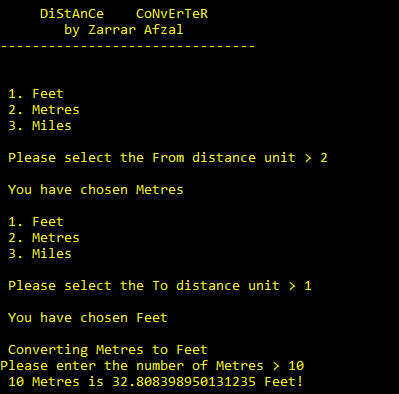 DiStAnCe    CoNvErTeR
by Zarrar Afzal
--------------------------------
1. Feet
2. Metres
3. Miles
Please select the From distance unit > 2
You have chosen Metres
1. Feet
2. Metres
3. Miles
Please select the To distance unit > 1
You have chosen Feet
Converting Metres to Feet
Please enter the number of Metres > 10
10 Metres is 32.808398950131235 Feet!